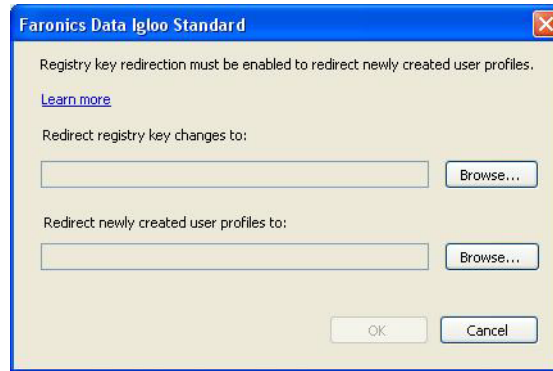 Faronics Data Igloo Standard
Registry key redirection must be enabled to redirect newly created user profiles.
Learn more
Redirect registry key changes to:
Browse...
Redirect newly created user profiles to:
Browse...
OK
Cancel